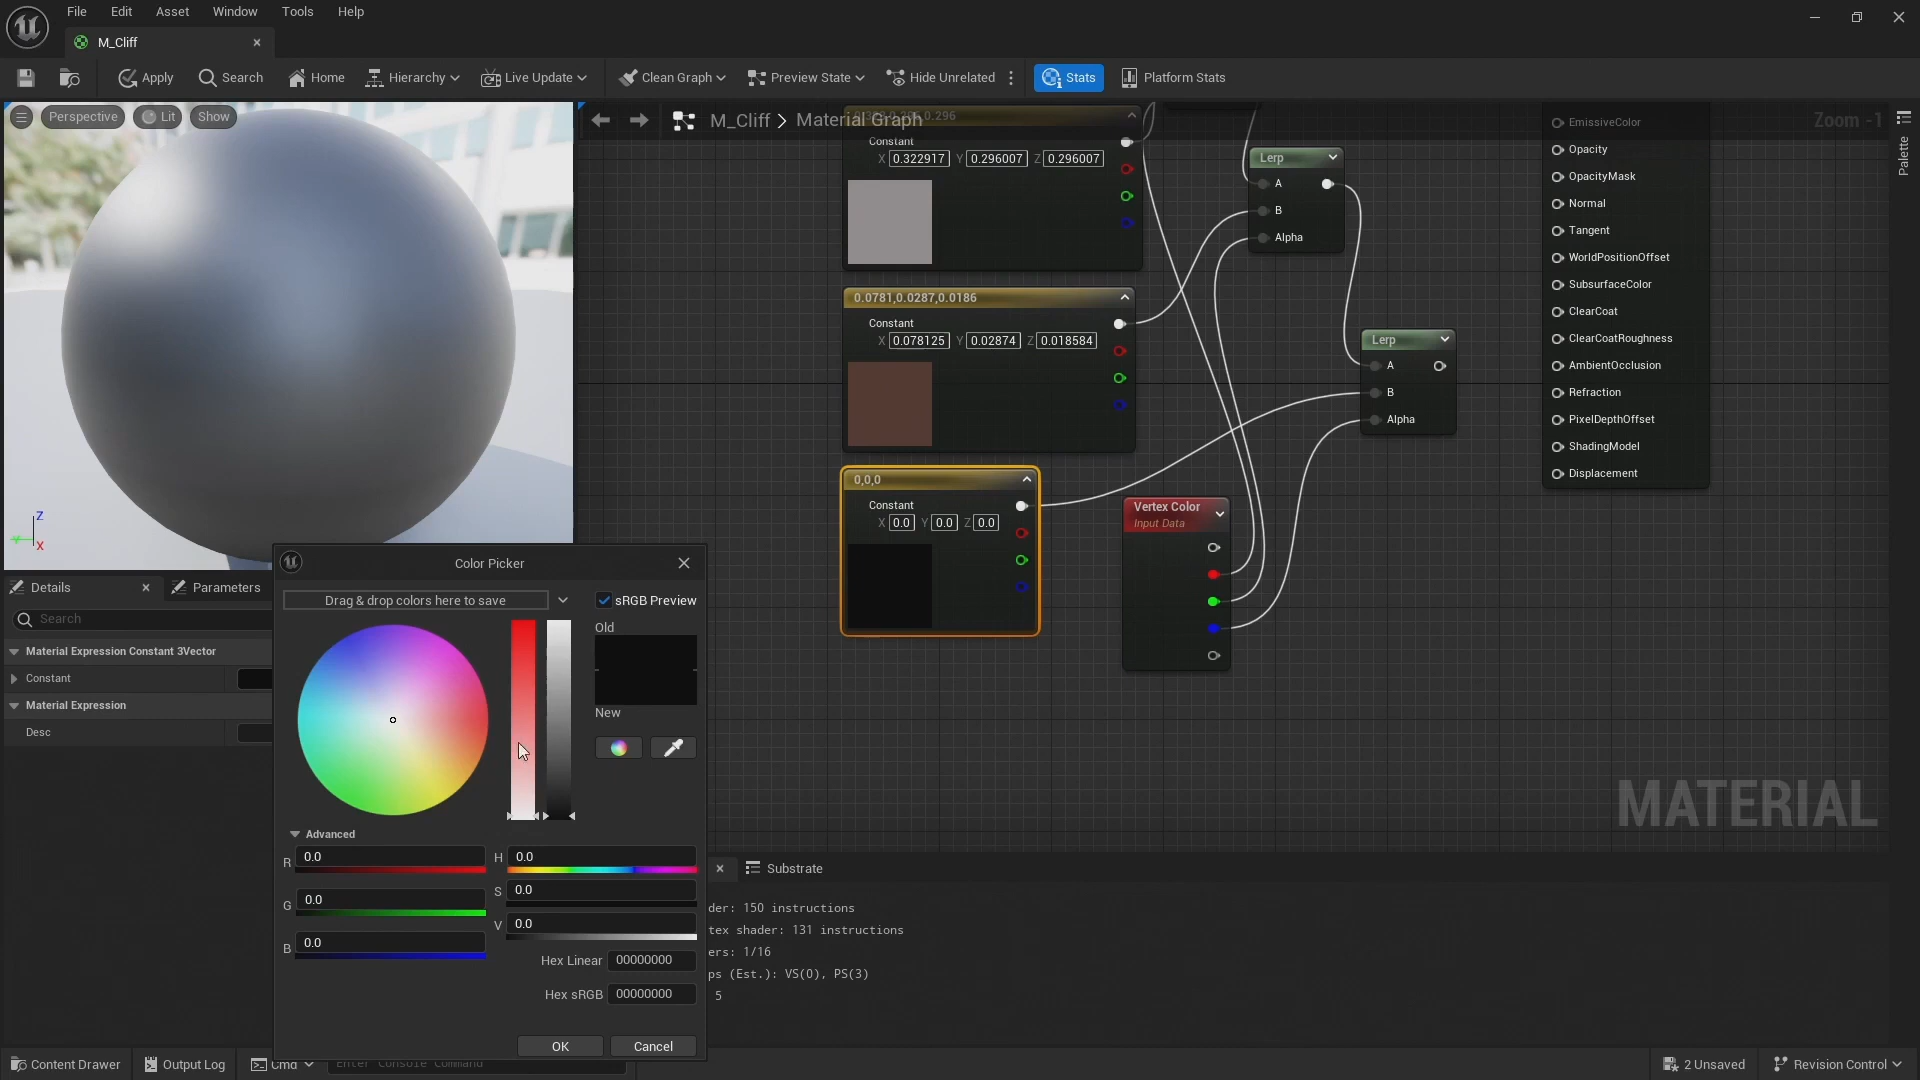 File Edit Asset Window Tools Help
M_Cliff
Apply Search Home Hierarchy Live Update Clean Graph Preview State Hide Unrelated Stats Platform Stats
Perspective Lit Show
M_Cliff > Material Graph
Zoom -1
Palette
Constant
X 0.322917 Y 0.296007 Z 0.296007
0.0781,0.0287,0.0186
Constant
X 0.078125 Y 0.02874 Z 0.018584
0,0,0
Constant
X 0.0 Y 0.0 Z 0.0
Lerp
A
B
Alpha
Lerp
A
B
Alpha
Vertex Color
Input Data
EmissiveColor
Opacity
OpacityMask
Normal
Tangent
WorldPositionOffset
SubsurfaceColor
ClearCoat
ClearCoatRoughness
AmbientOcclusion
Refraction
PixelDepthOffset
ShadingModel
Displacement
MATERIAL
Z
Y
X
Details Parameters
Search
Material Expression Constant 3Vector
Constant
Material Expression
Desc
Color Picker
Drag & drop colors here to save
sRGB Preview
Old
New
Advanced
R 0.0
G 0.0
B 0.0
H 0.0
S 0.0
V 0.0
Hex Linear 00000000
Hex sRGB 00000000
OK Cancel
Substrate
der: 150 instructions
tex shader: 131 instructions
ers: 1/16
ps (Est.): VS(0), PS(3)
5
Content Drawer Output Log Cmd Enter Console Command 2 Unsaved Revision Control